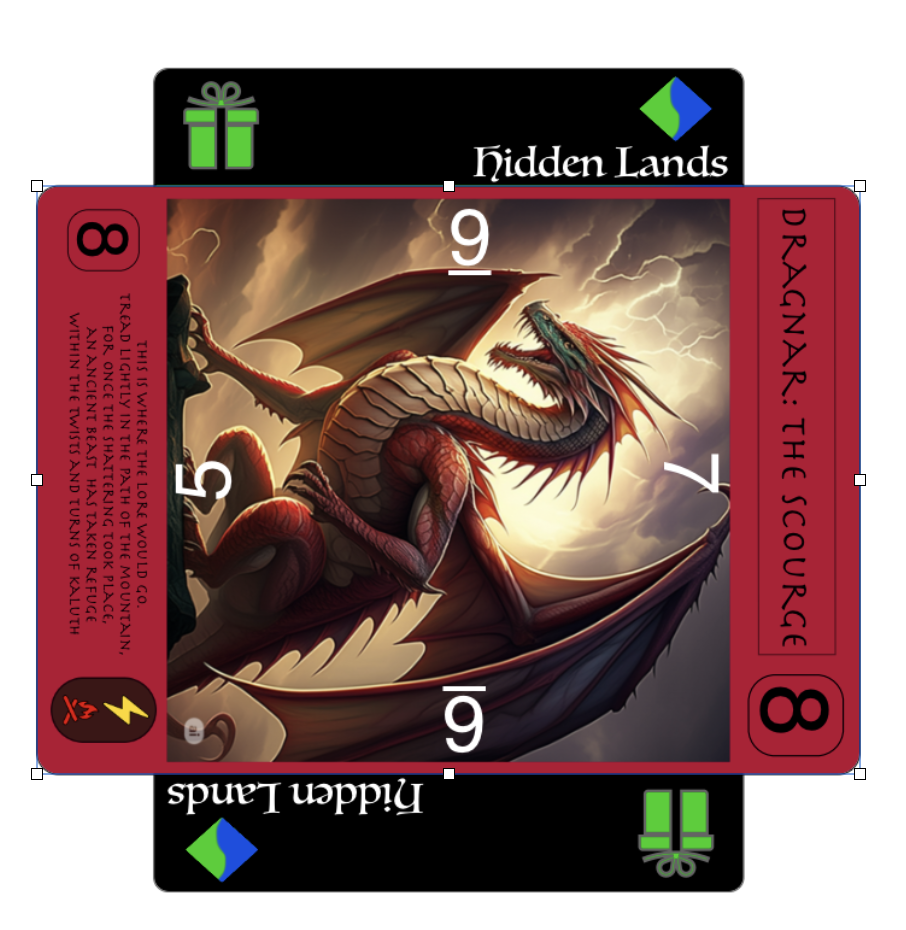 Hidden Lands
DRAGNAR: THE SCOURGE
8
9
7
5
6
8
THIS IS WHERE THE LORE WOULD GO.
TREAD LIGHTLY IN THE PATH OF THE MOUNTAIN,
FOR, ONCE THE SHATTERING TOOK PLACE,
AN ANCIENT BEAST HAS TAKEN REFUGE
WITHIN THE TWISTS AND TURNS OF KALUTH
Hidden Lands